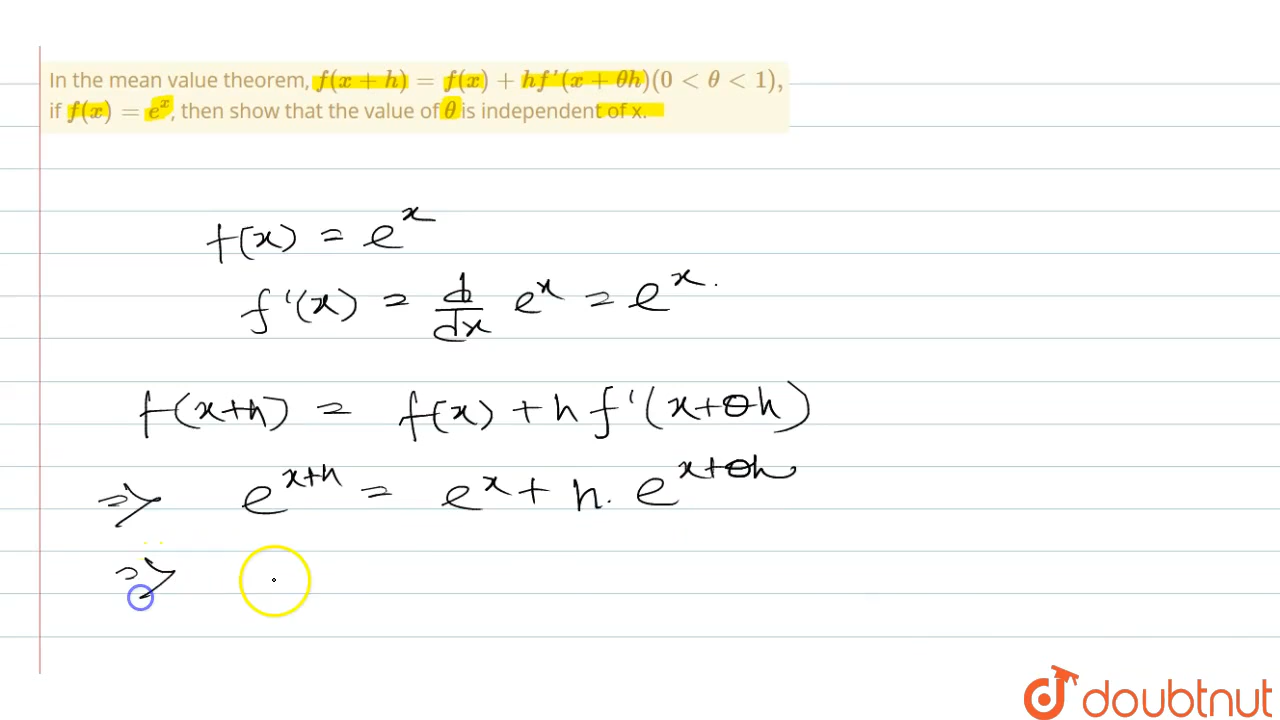 In the mean value theorem, f(x + h) = f(x) + hf'(x + θh)(0 < θ < 1),
if f(x) = e^x, then show that the value of θ is independent of x.
f(x) = e^x
f'(x) = d/dx e^x = e^x.
f(x+h) = f(x) + h f'(x+θh)
=> e^(x+h) = e^x + h. e^(x+θh)
=>
doubtnut